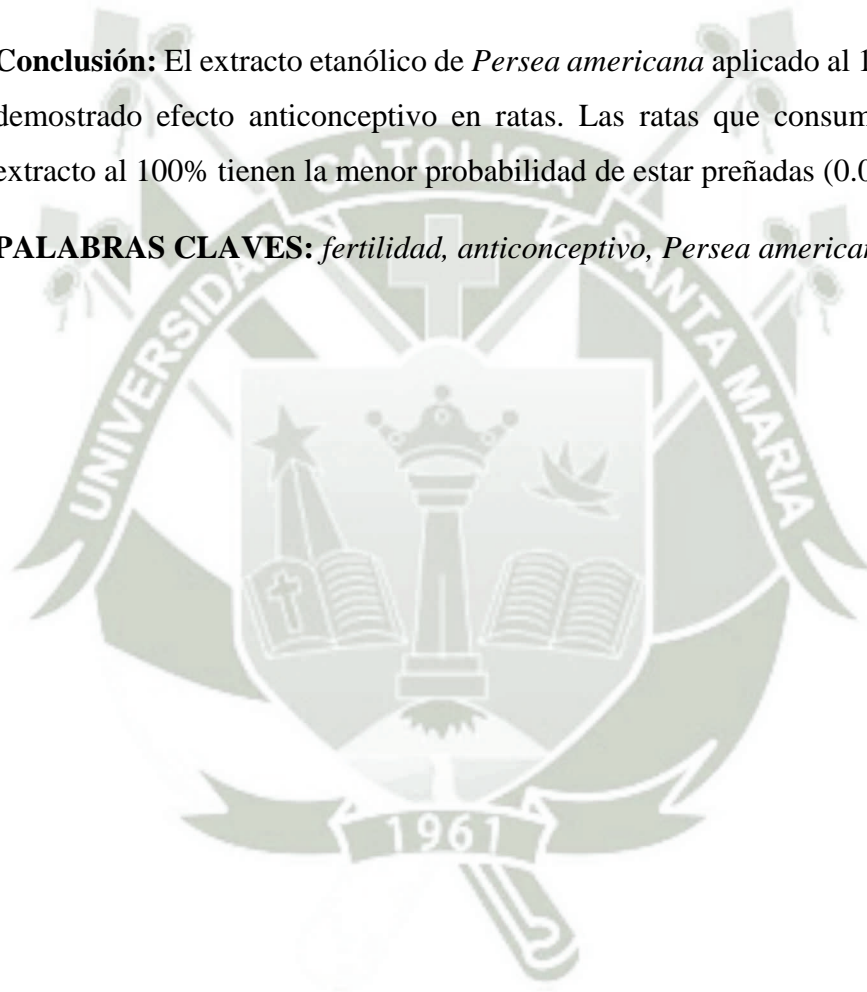 Conclusión: El extracto etanólico de Persea americana aplicado al 1
demostrado efecto anticonceptivo en ratas. Las ratas que consum
extracto al 100% tienen la menor probabilidad de estar preñadas (0.0
PALABRAS CLAVES: fertilidad, anticonceptivo, Persea american
UNIVERSIDAD CATOLICA SANTA MARIA
1961